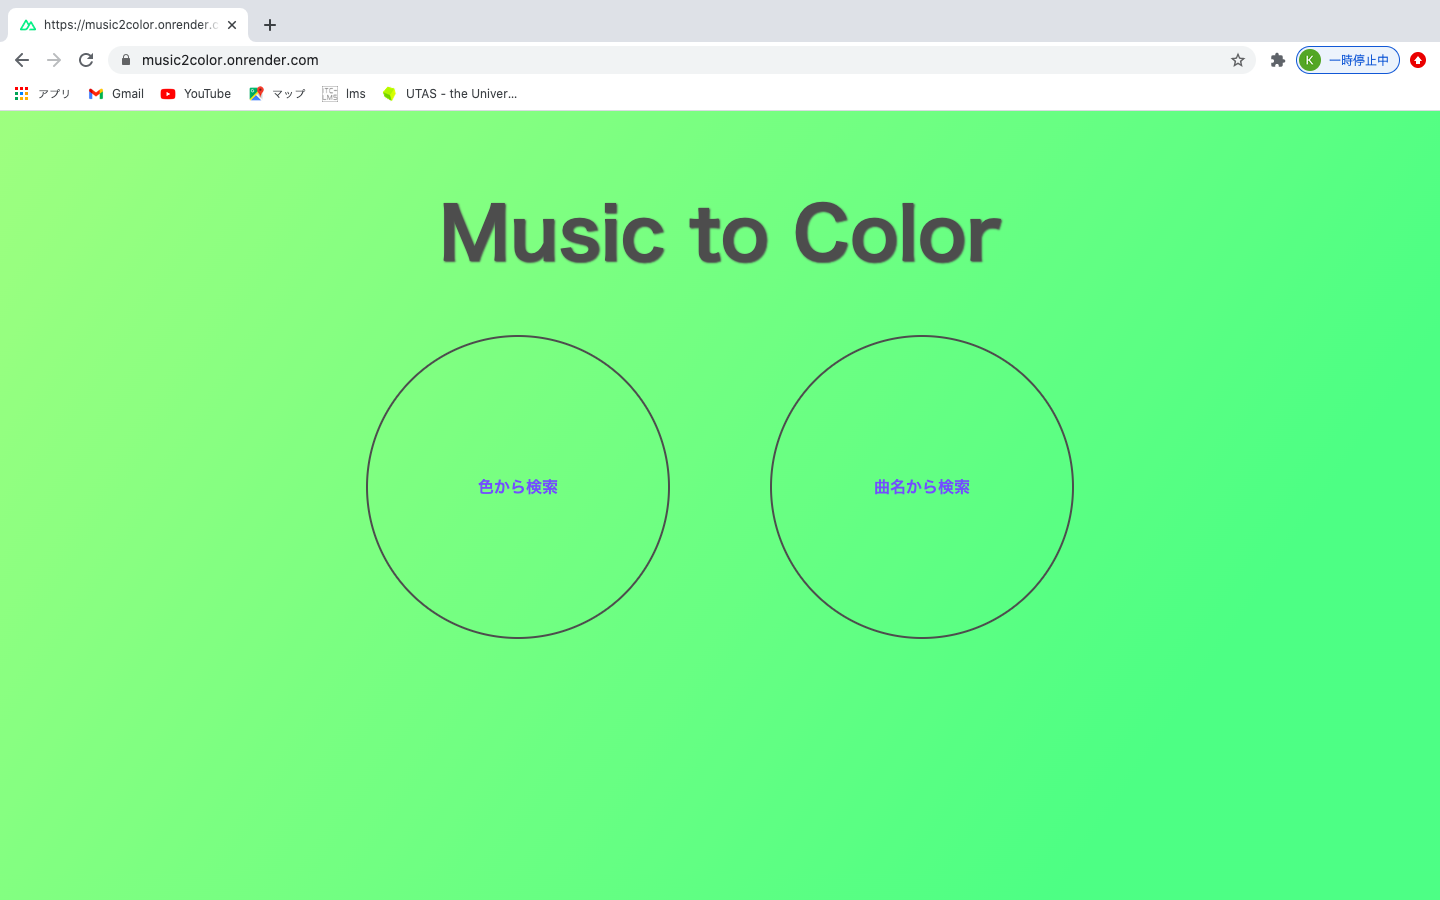 https://music2color.onrender.c
music2color.onrender.com
K 一時停止中
アプリ Gmail YouTube マップ lms UTAS - the Univer...
Music to Color
色から検索 曲名から検索